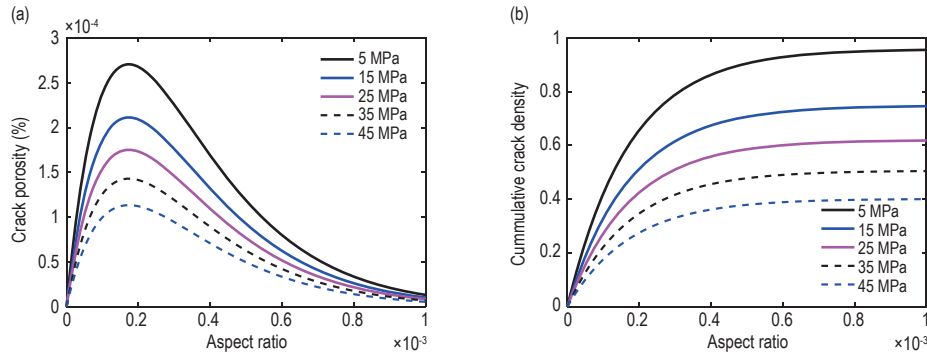 (a)
×10⁻⁴
3
2.5
2
1.5
1
0.5
0
Crack porosity (%)
5 MPa
15 MPa
25 MPa
35 MPa
45 MPa
0 0.2 0.4 0.6 0.8 1
Aspect ratio
×10⁻³
(b)
1
0.8
0.6
0.4
0.2
0
Cummulative crack density
5 MPa
15 MPa
25 MPa
35 MPa
45 MPa
0 0.2 0.4 0.6 0.8 1
Aspect ratio
×10⁻³